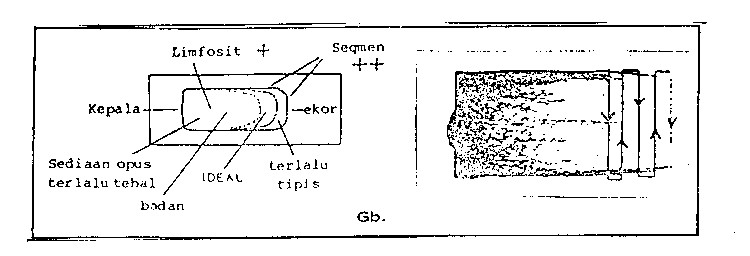 Limfosit +
Segmen
++
Kepala
ekor
Sediaan opus
terlalu tebal
IDEAL
terlalu
tipis
badan
Gb.